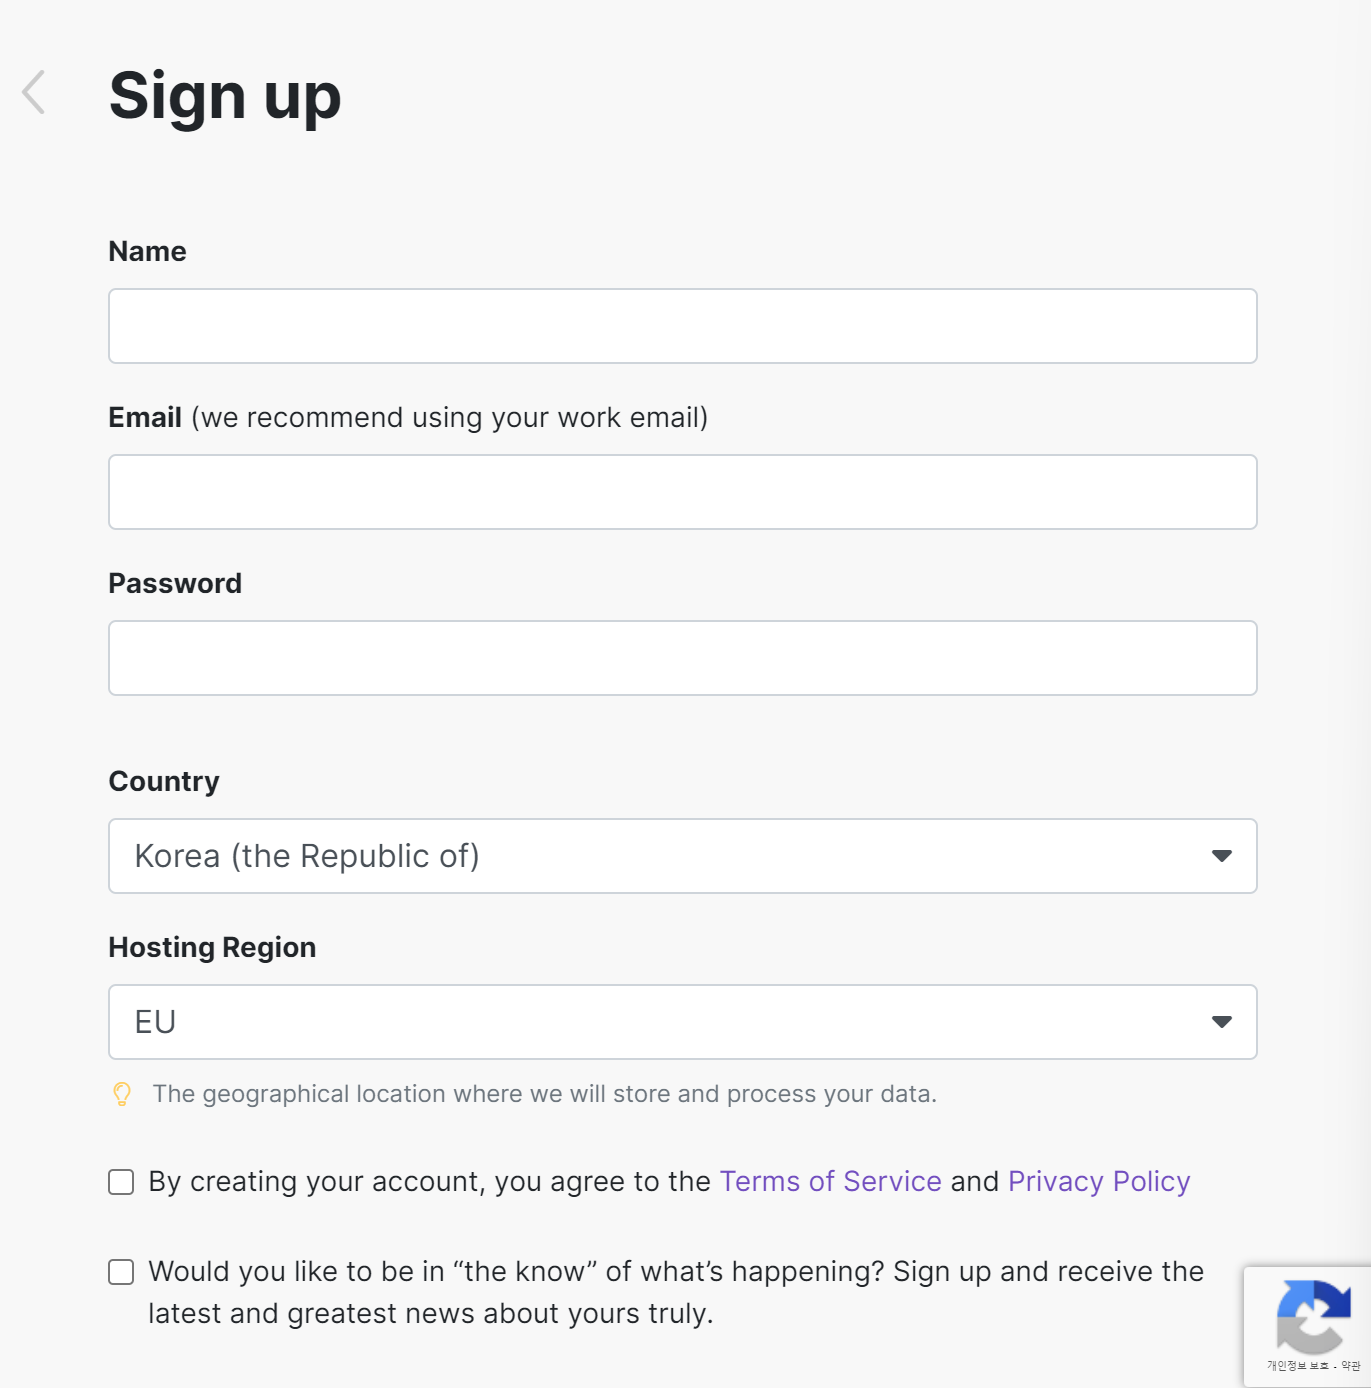 Sign up
Name
Email (we recommend using your work email)
Password
Country
Korea (the Republic of)
Hosting Region
EU
The geographical location where we will store and process your data.
By creating your account, you agree to the Terms of Service and Privacy Policy
Would you like to be in “the know” of what’s happening? Sign up and receive the
latest and greatest news about yours truly.
개인정보 보호 - 약관